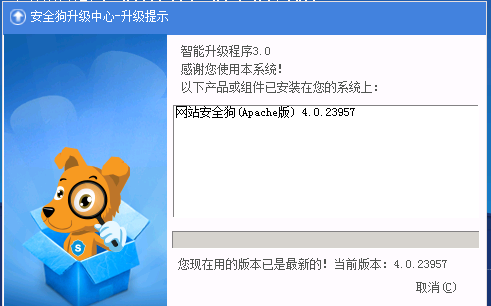 安全狗升级中心-升级提示
智能升级程序3.0
感谢您使用本系统!
以下产品或组件已安装在您的系统上:
网站安全狗(Apache版) 4.0.23957
S
您现在用的版本已是最新的! 当前版本: 4.0.23957
取消(C)